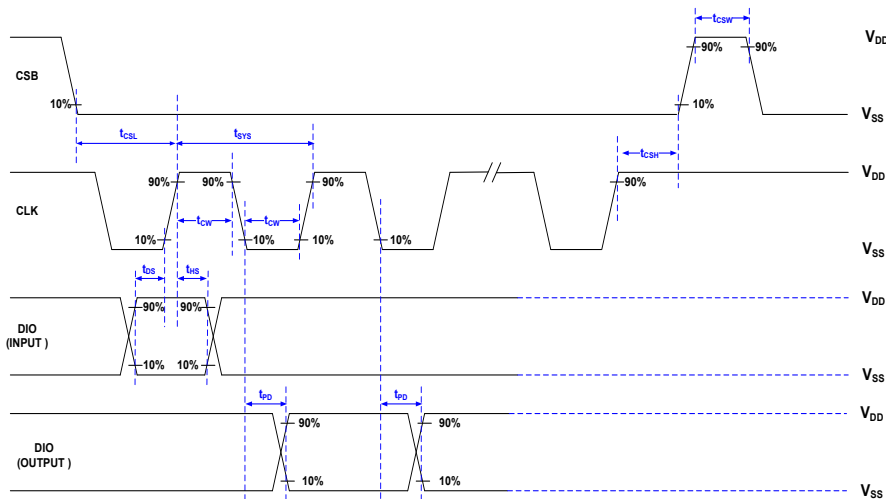 tCSW
VDD
90% 90%
CSB
10% 10%
VSS
tCSL tSYS
tCSH
VDD
90% 90% 90% 90%
CLK
tCW tCW
10% 10% 10% 10%
VSS
tDS tHS
VDD
90% 90%
DIO
(INPUT )
10% 10%
VSS
tPD tPD
VDD
90% 90%
DIO
(OUTPUT )
10% 10%
VSS